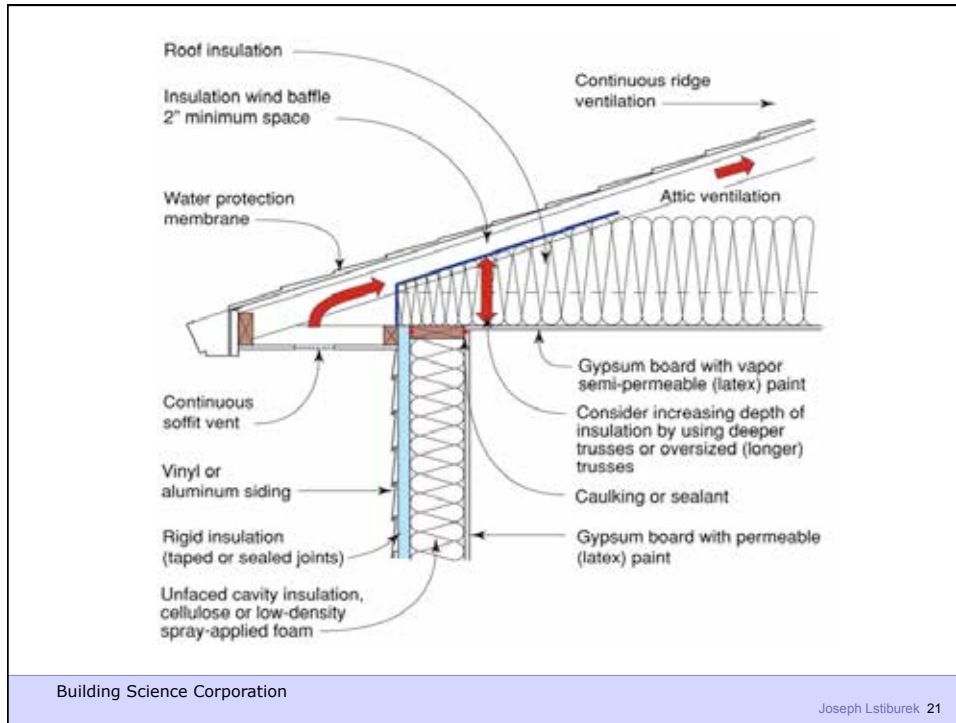 Roof insulation
Insulation wind baffle
2" minimum space
Continuous ridge
ventilation
Water protection
membrane
Attic ventilation
Continuous
soffit vent
Gypsum board with vapor
semi-permeable (latex) paint
Consider increasing depth of
insulation by using deeper
trusses or oversized (longer)
trusses
Vinyl or
aluminum siding
Caulking or sealant
Rigid insulation
(taped or sealed joints)
Gypsum board with permeable
(latex) paint
Unfaced cavity insulation,
cellulose or low-density
spray-applied foam
Building Science Corporation
Joseph Lstiburek 21